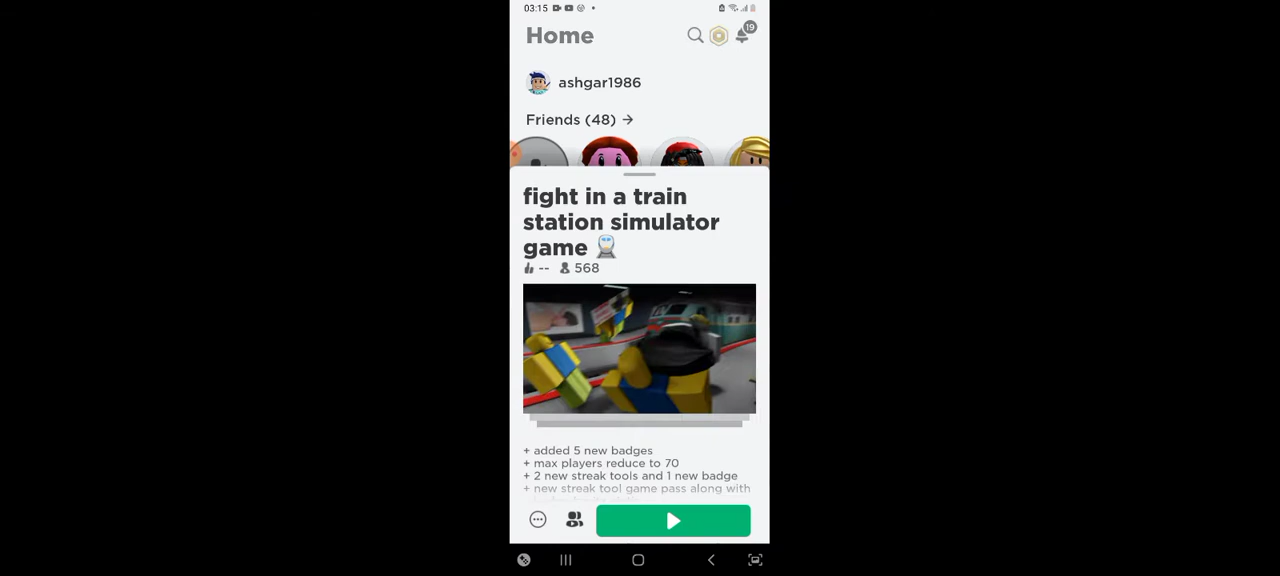 03:15
Home
19
ashgar1986
Friends (48) →
fight in a train
station simulator
game 🚆
-- 568
+ added 5 new badges
+ max players reduce to 70
+ 2 new streak tools and 1 new badge
+ new streak tool game pass along with